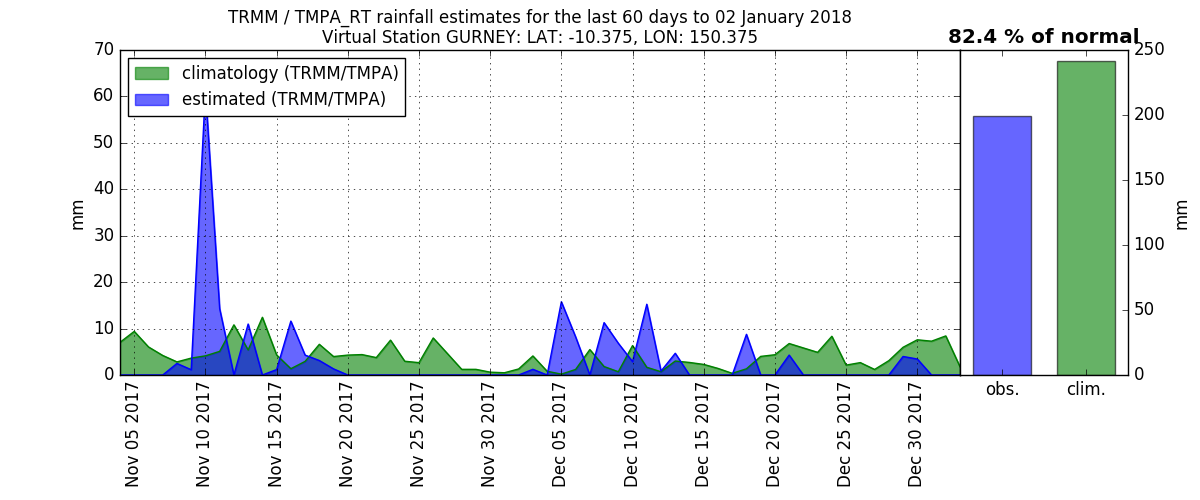 TRMM / TMPA_RT rainfall estimates for the last 60 days to 02 January 2018
Virtual Station GURNEY: LAT: -10.375, LON: 150.375
82.4 % of normal
climatology (TRMM/TMPA)
estimated (TRMM/TMPA)
70
60
50
40
30
20
10
0
mm
Nov 05 2017
Nov 10 2017
Nov 15 2017
Nov 20 2017
Nov 25 2017
Nov 30 2017
Dec 05 2017
Dec 10 2017
Dec 15 2017
Dec 20 2017
Dec 25 2017
Dec 30 2017
obs.
clim.
250
200
150
100
50
0
mm